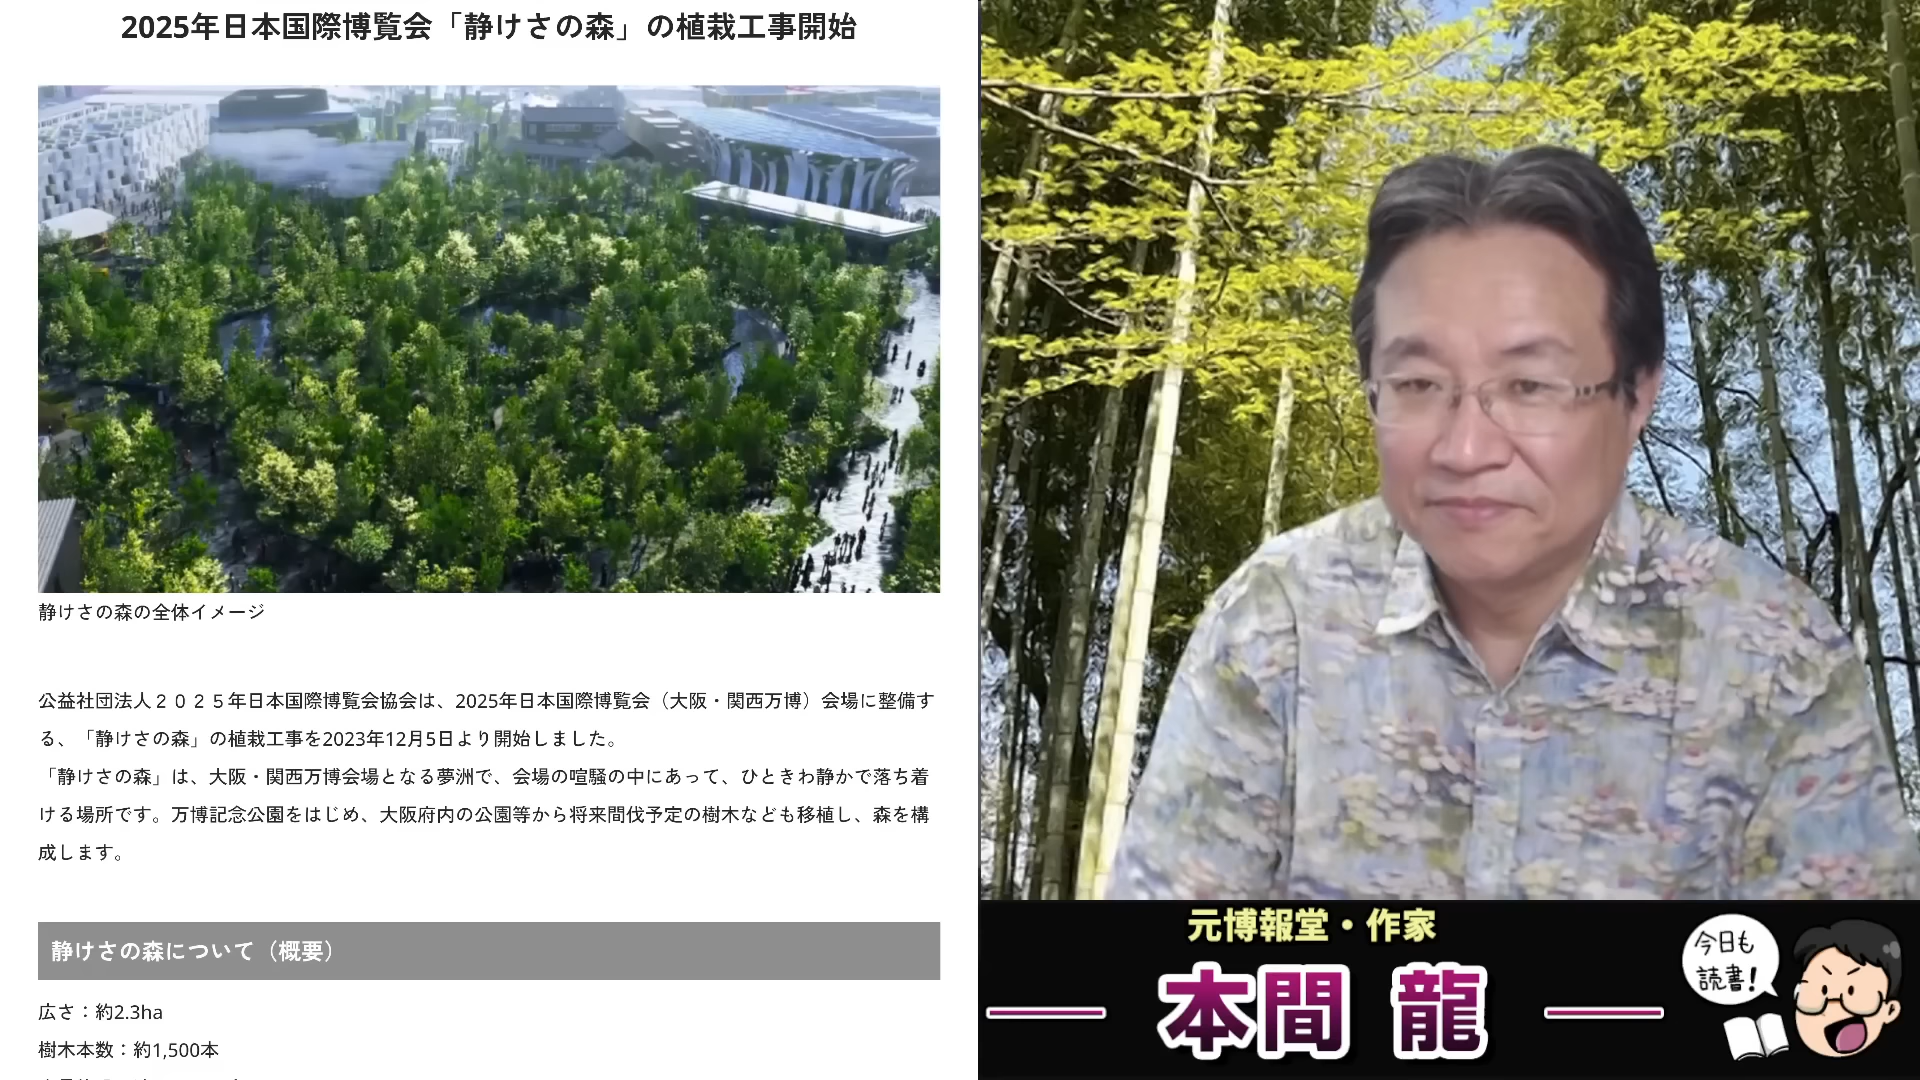 2025年日本国際博覧会「静けさの森」の植栽工事開始
静けさの森の全体イメージ
公益社団法人２０２５年日本国際博覧会協会は、2025年日本国際博覧会（大阪・関西万博）会場に整備す
る、「静けさの森」の植栽工事を2023年12月5日より開始しました。
「静けさの森」は、大阪・関西万博会場となる夢洲で、会場の喧騒の中にあって、ひときわ静かで落ち着
ける場所です。万博記念公園をはじめ、大阪府内の公園等から将来間伐予定の樹木なども移植し、森を構
成します。
静けさの森について（概要）
広さ：約2.3ha
樹木本数：約1,500本
元博報堂・作家
本間 龍
今日も
読書！